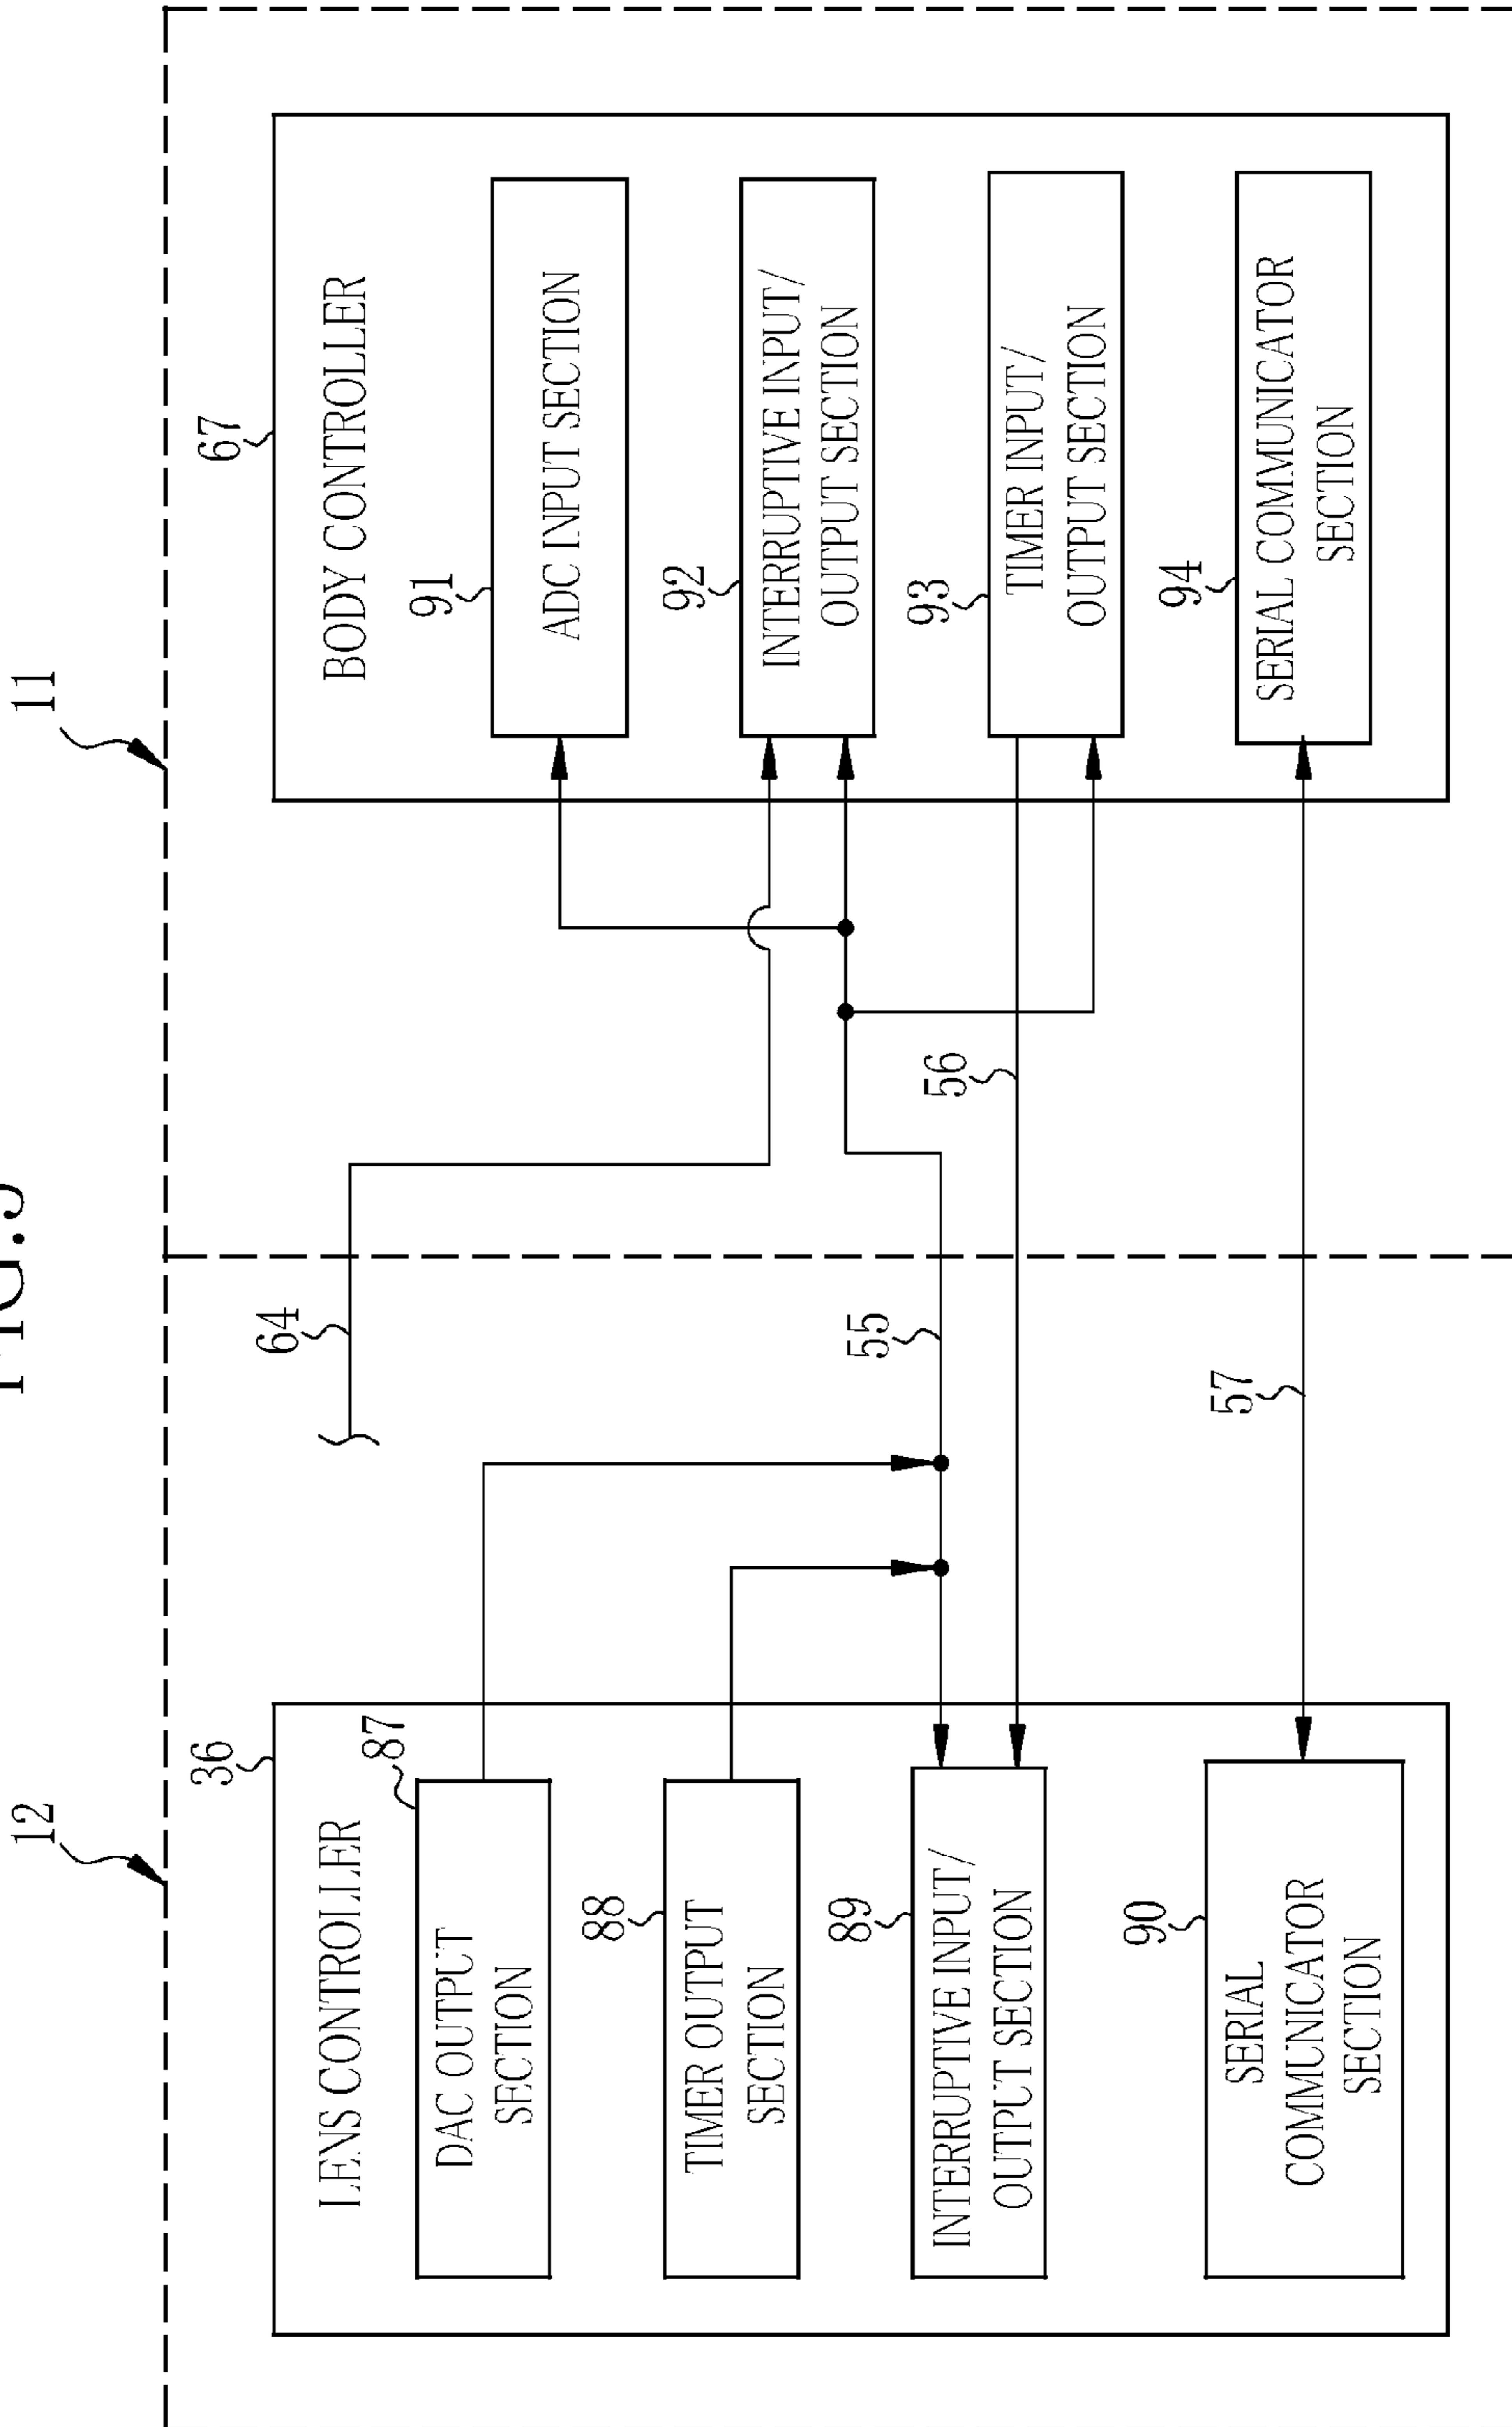 FIG.
12
11
36
LENS CONTROLLER
87
DAC OUTPUT
SECTION
88
TIMER OUTPUT
SECTION
89
INTERRUPTIVE INPUT/
OUTPUT SECTION
90
SERIAL
COMMUNICATOR
SECTION
64
55
56
57
67
BODY CONTROLLER
91
ADC INPUT SECTION
92
INTERRUPTIVE INPUT/
OUTPUT SECTION
93
TIMER INPUT/
OUTPUT SECTION
94
SERIAL COMMUNICATOR
SECTION